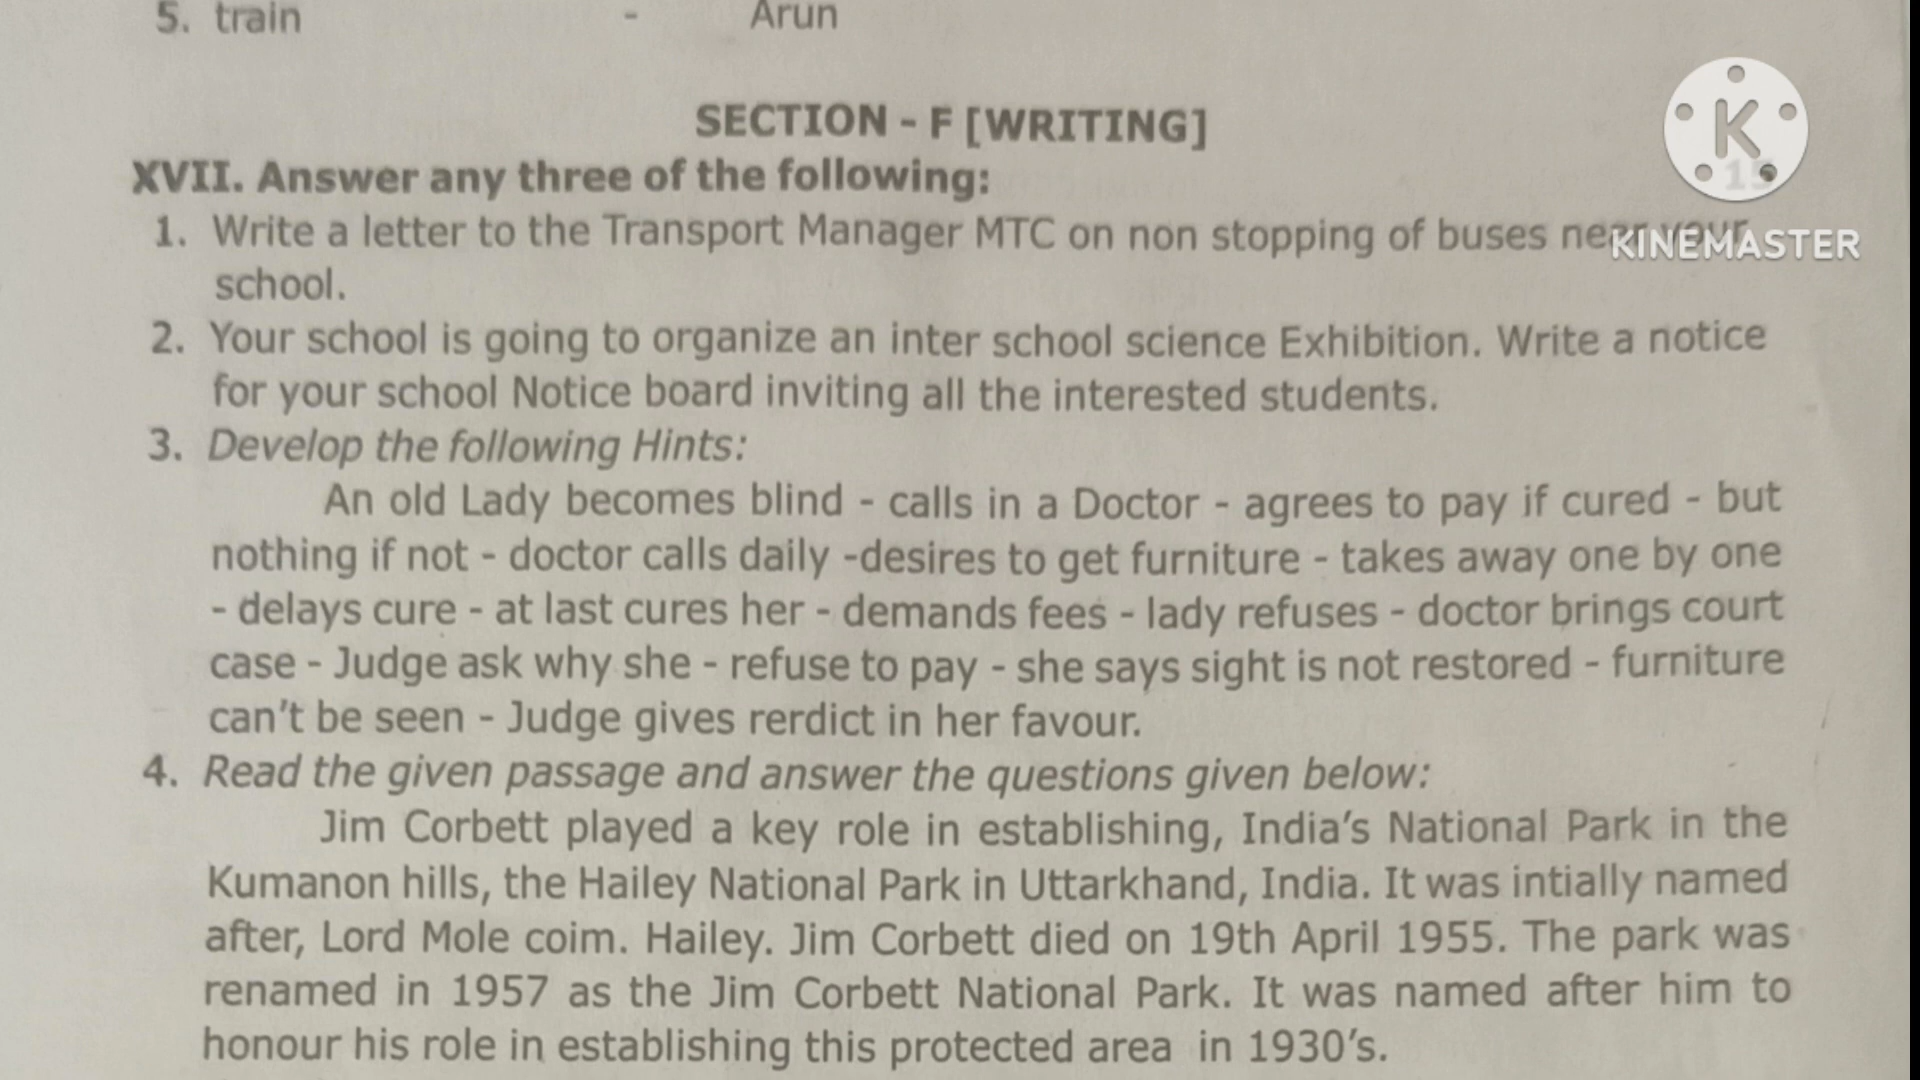 5. train - Arun
SECTION - F [WRITING]
XVII. Answer any three of the following: 15
1. Write a letter to the Transport Manager MTC on non stopping of buses near your
school.
2. Your school is going to organize an inter school science Exhibition. Write a notice
for your school Notice board inviting all the interested students.
3. Develop the following Hints:
An old Lady becomes blind - calls in a Doctor - agrees to pay if cured - but
nothing if not - doctor calls daily -desires to get furniture - takes away one by one
- delays cure - at last cures her - demands fees - lady refuses - doctor brings court
case - Judge ask why she - refuse to pay - she says sight is not restored - furniture
can't be seen - Judge gives rerdict in her favour.
4. Read the given passage and answer the questions given below:
Jim Corbett played a key role in establishing, India's National Park in the
Kumanon hills, the Hailey National Park in Uttarkhand, India. It was intially named
after, Lord Mole coim. Hailey. Jim Corbett died on 19th April 1955. The park was
renamed in 1957 as the Jim Corbett National Park. It was named after him to
honour his role in establishing this protected area in 1930's.
K
KINEMASTER